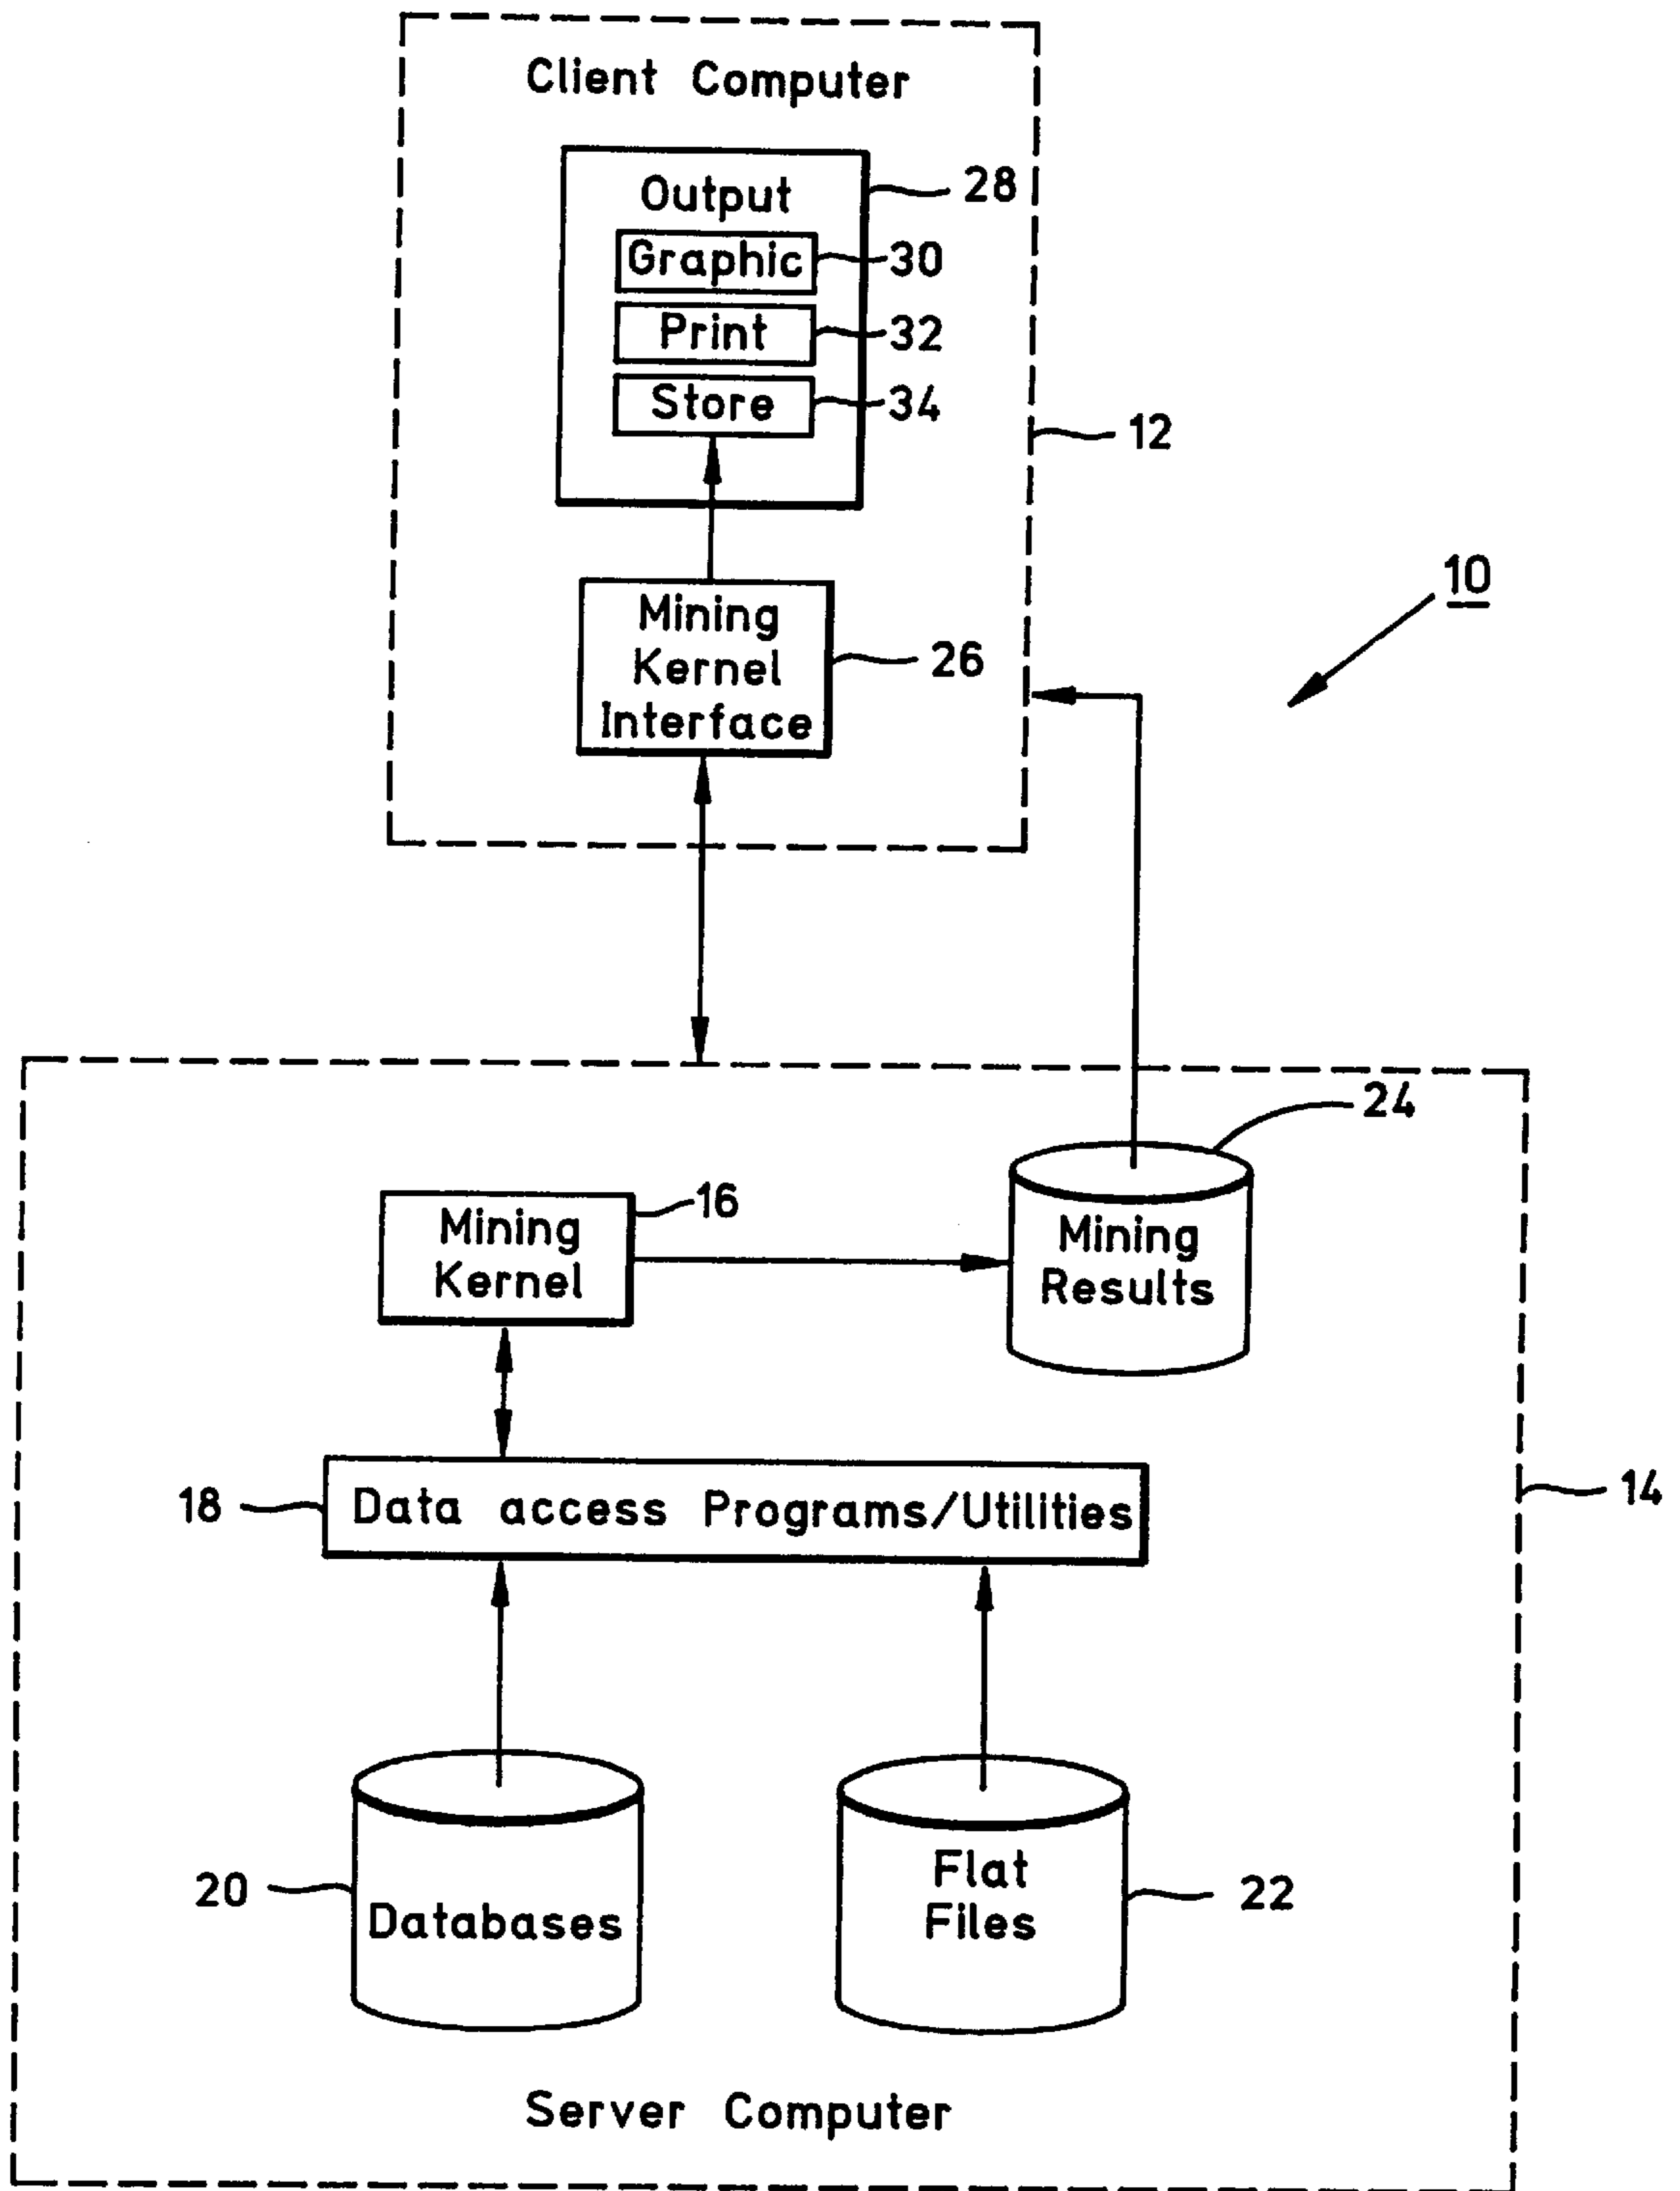 Client Computer
Output
28
Graphic
30
Print
32
Store
34
12
10
Mining
Kernel
Interface
26
24
16
Mining
Kernel
Mining
Results
18
Data access Programs/Utilities
14
20
Databases
Flat
Files
22
Server Computer